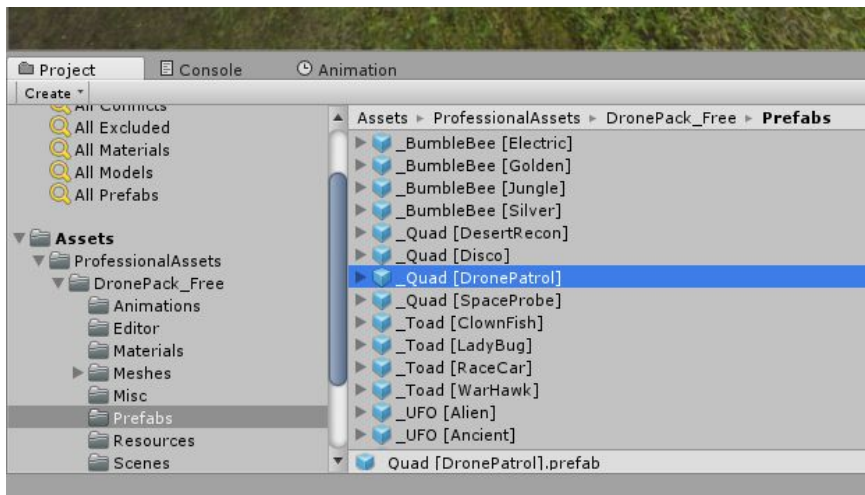 Project Console Animation
Create
All Conflicts
All Excluded
All Materials
All Models
All Prefabs
Assets
ProfessionalAssets
DronePack_Free
Animations
Editor
Materials
Meshes
Misc
Prefabs
Resources
Scenes
Assets ▸ ProfessionalAssets ▸ DronePack_Free ▸ Prefabs
_BumbleBee [Electric]
_BumbleBee [Golden]
_BumbleBee [Jungle]
_BumbleBee [Silver]
_Quad [DesertRecon]
_Quad [Disco]
_Quad [DronePatrol]
_Quad [SpaceProbe]
_Toad [ClownFish]
_Toad [LadyBug]
_Toad [RaceCar]
_Toad [WarHawk]
_UFO [Alien]
_UFO [Ancient]
Quad [DronePatrol].prefab